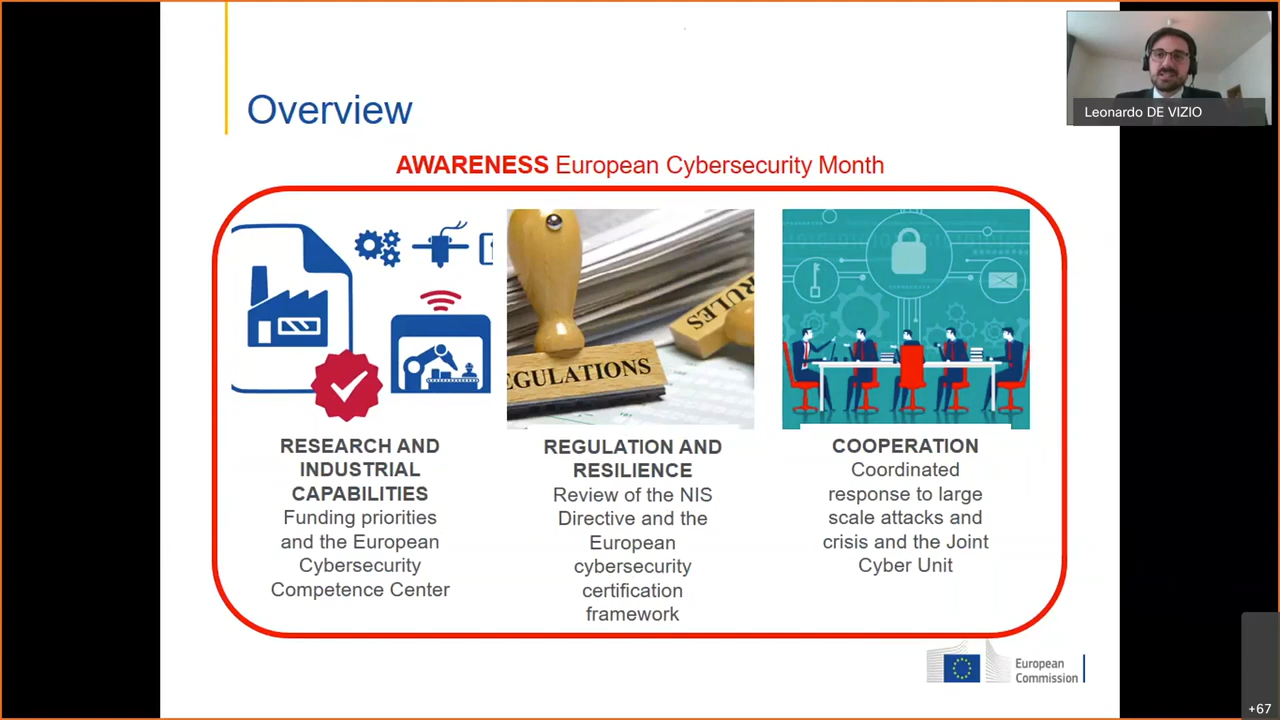 Leonardo DE VIZIO
Overview
AWARENESS European Cybersecurity Month
EGULATIONS
RULES
RESEARCH AND
INDUSTRIAL
CAPABILITIES
Funding priorities
and the European
Cybersecurity
Competence Center
REGULATION AND
RESILIENCE
Review of the NIS
Directive and the
European
cybersecurity
certification
framework
COOPERATION
Coordinated
response to large
scale attacks and
crisis and the Joint
Cyber Unit
European
Commission
+67